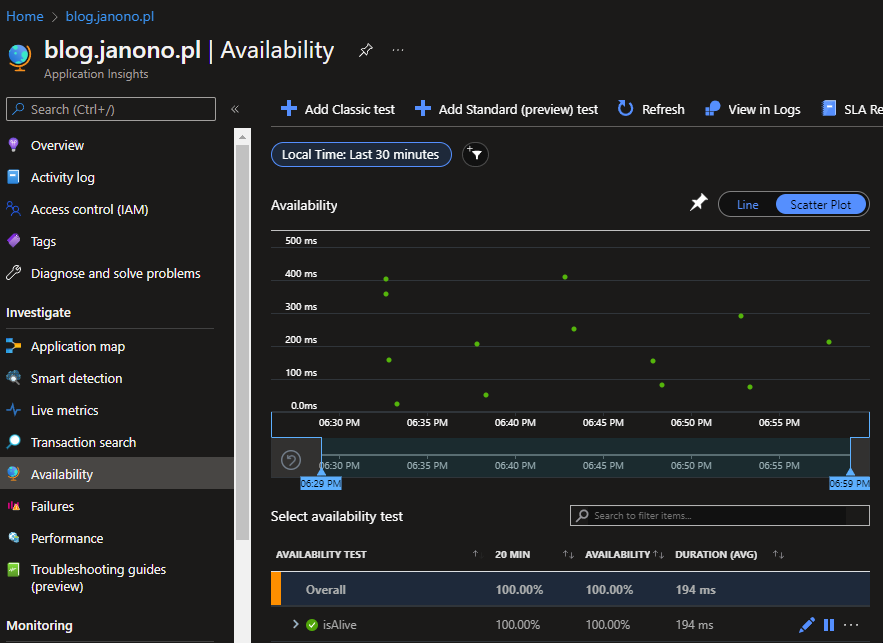 Home > blog.janono.pl
blog.janono.pl | Availability
Application Insights
Search (Ctrl+/)
Overview
Activity log
Access control (IAM)
Tags
Diagnose and solve problems
Investigate
Application map
Smart detection
Live metrics
Transaction search
Availability
Failures
Performance
Troubleshooting guides
(preview)
Monitoring
Add Classic test Add Standard (preview) test Refresh View in Logs SLA Re
Local Time: Last 30 minutes
Availability
Line Scatter Plot
500 ms
400 ms
300 ms
200 ms
100 ms
0.0ms
06:30 PM 06:35 PM 06:40 PM 06:45 PM 06:50 PM 06:55 PM
06:30 PM 06:35 PM 06:40 PM 06:45 PM 06:50 PM 06:55 PM
06:29 PM 06:59 PM
Select availability test
Search to filter items...
AVAILABILITY TEST 20 MIN AVAILABILITY DURATION (AVG)
Overall 100.00% 100.00% 194 ms
isAlive 100.00% 100.00% 194 ms